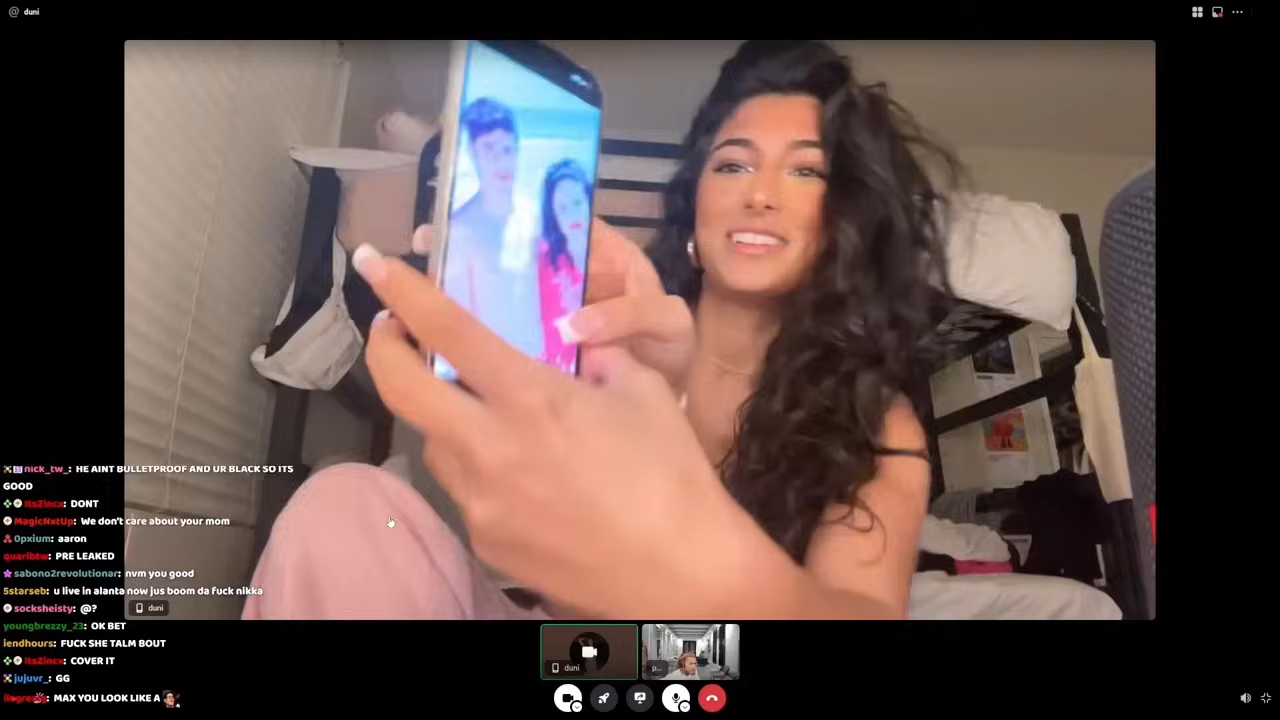 @ duni
nick_tw_: HE AINT BULLETPROOF AND UR BLACK SO ITS
GOOD
ItsZincx: DONT
MagicNxtUp: We don't care about your mom
0pxium: aaron
quaribtw: PRE LEAKED
sabono2revolutionar: nvm you good
5starseb: u live in alanta now jus boom da fuck nikka
socksheisty: @?
duni
youngbrezzy_23: OK BET
iendhours: FUCK SHE TALM BOUT
ItsZincx: COVER IT
duni
p...
jujuvr_: GG
MAX YOU LOOK LIKE A